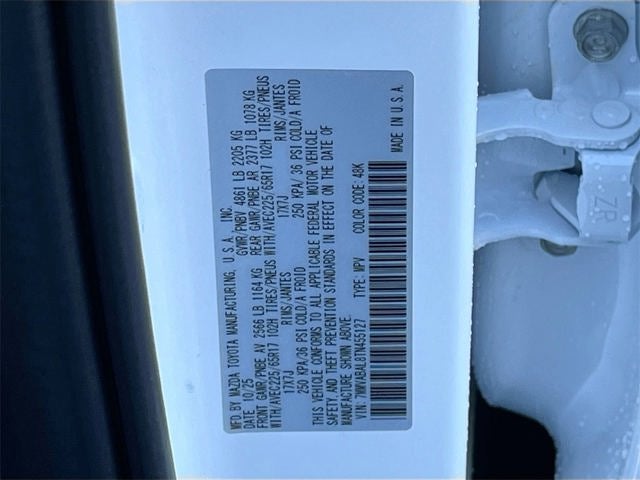 MFD BY MAZDA TOYOTA MANUFACTURING, U.S.A., INC.
DATE 10/25 GVWR/PNBV 4861 LB 2205 KG
FRONT GAWR/PNBE AV 2566 LB 1164 KG REAR GAWR/PNBE AR 2377 LB 1078 KG
WITH/AVEC225/65R17 102H TIRES/PNEUS WITH/AVEC225/65R17 102H TIRES/PNEUS
17X7J RIMS/JANTES 17X7J RIMS/JANTES
250 KPA/36 PSI COLD/A FROID 250 KPA/ 36 PSI COLD/A FROID
THIS VEHICLE CONFORMS TO ALL APPLICABLE FEDERAL MOTOR VEHICLE
SAFETY, AND THEFT PREVENTION STANDARDS IN EFFECT ON THE DATE OF
MANUFACTURE SHOWN ABOVE.
VIN: 7MMVABAL8TN455127 TYPE: MPV COLOR CODE: 48K
MADE IN U.S.A.
ZR